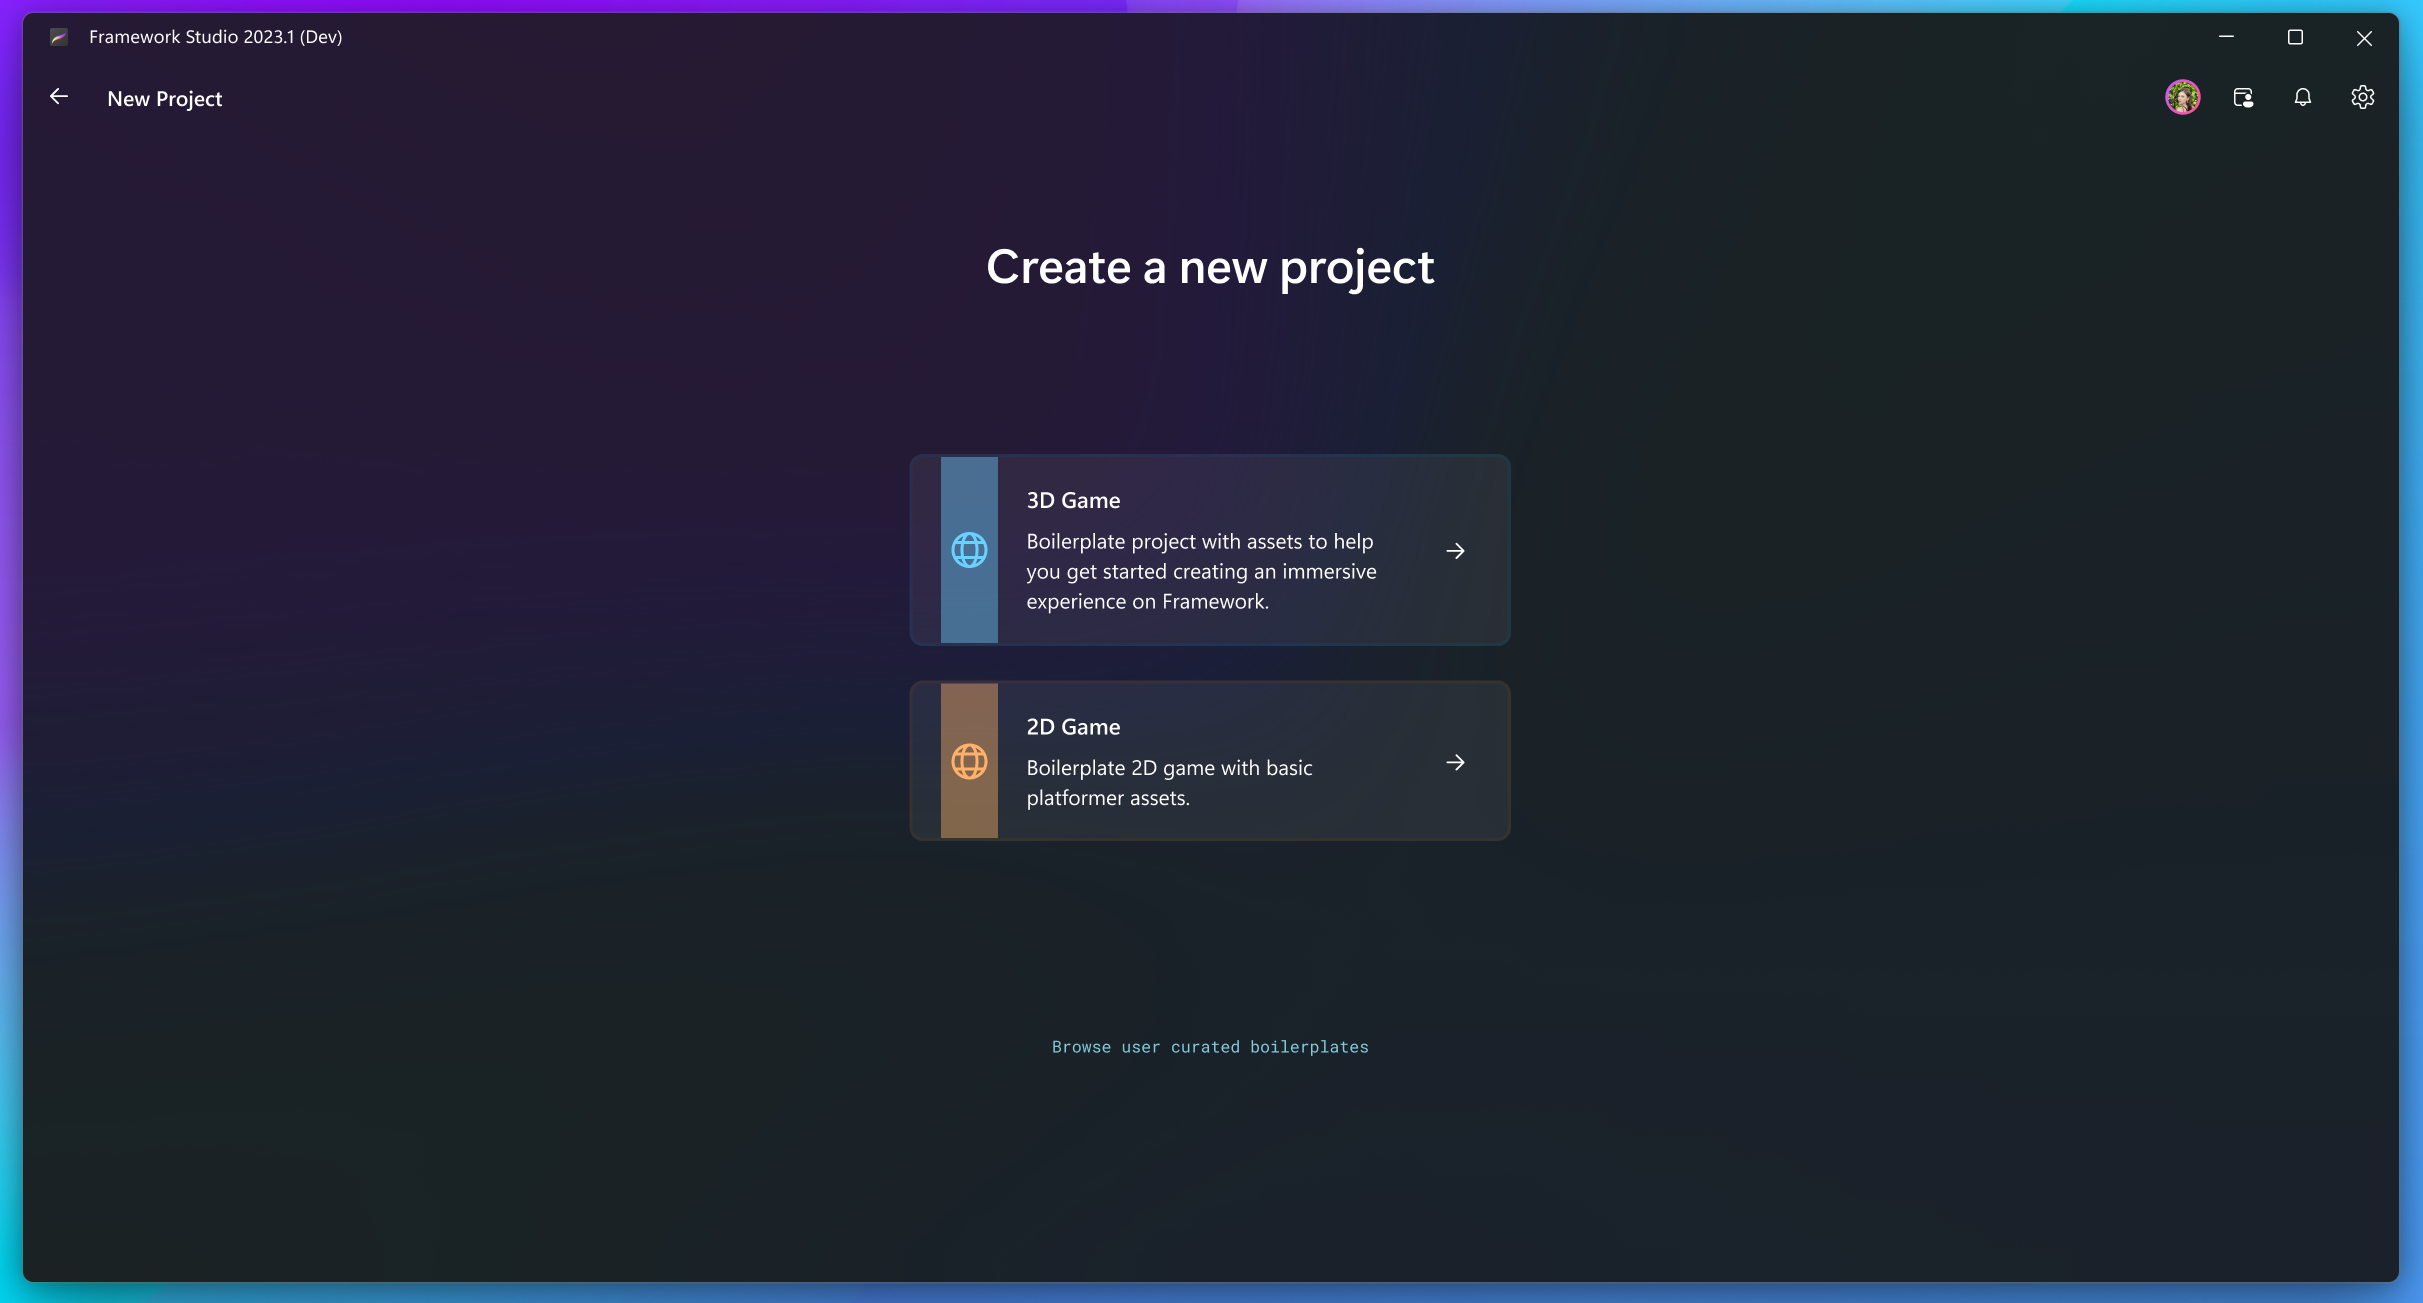 Framework Studio 2023.1 (Dev)
New Project
Create a new project
3D Game
Boilerplate project with assets to help
you get started creating an immersive
experience on Framework.
2D Game
Boilerplate 2D game with basic
platformer assets.
Browse user curated boilerplates